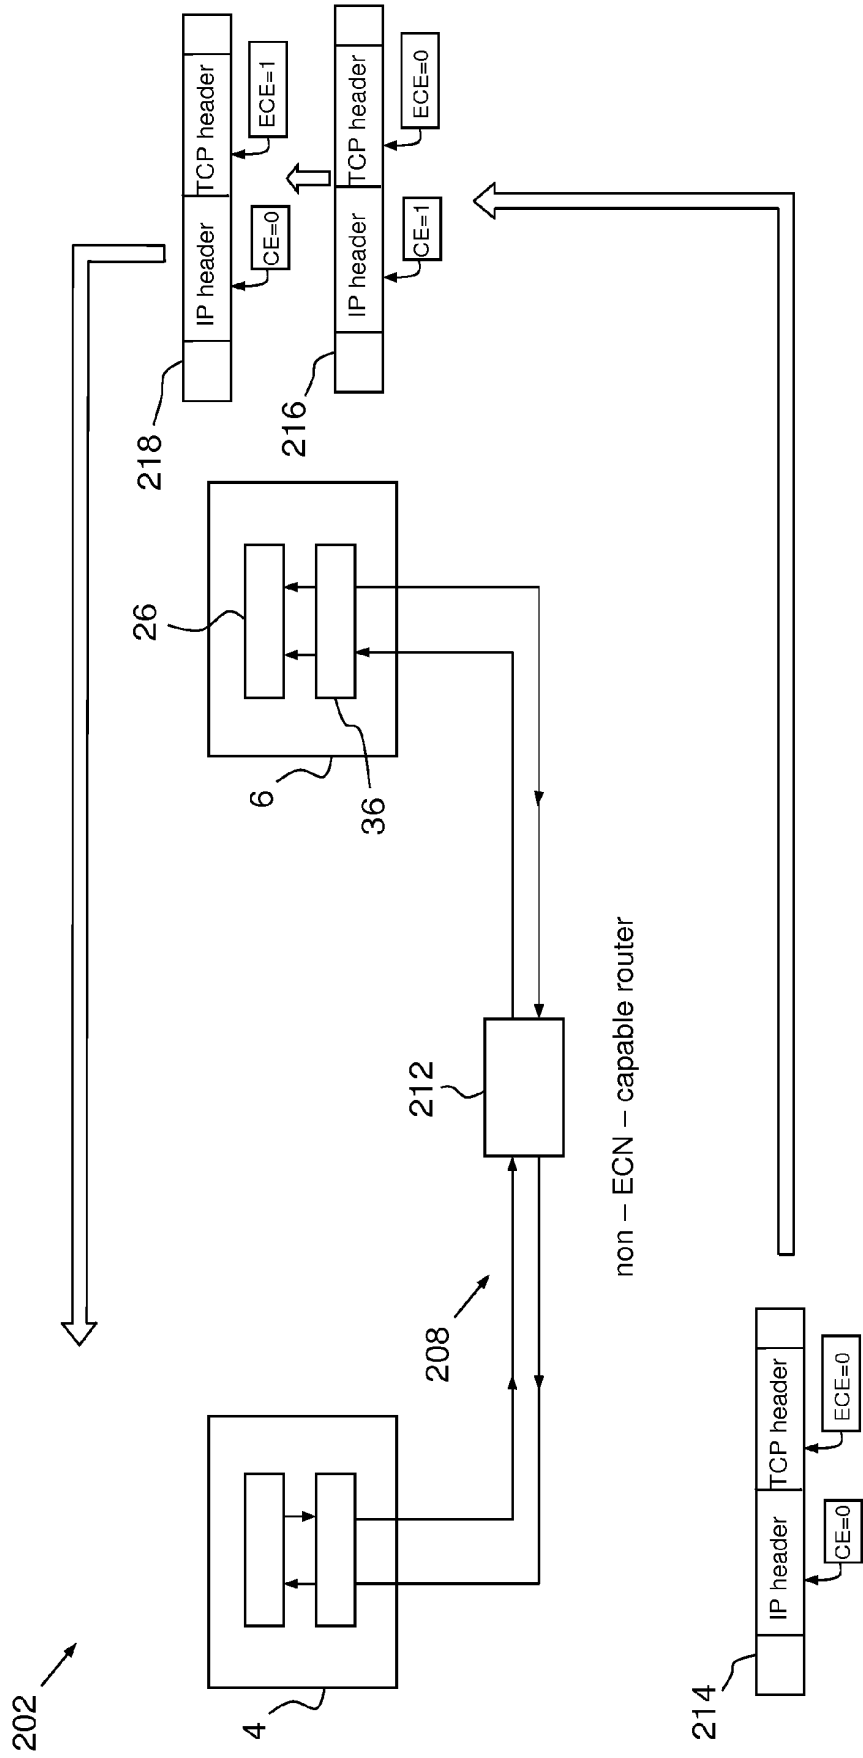 202
4
208
212
non – ECN – capable router
6
26
36
218
IP header
TCP header
CE=0
ECE=1
216
IP header
TCP header
CE=1
ECE=0
214
IP header
TCP header
CE=0
ECE=0